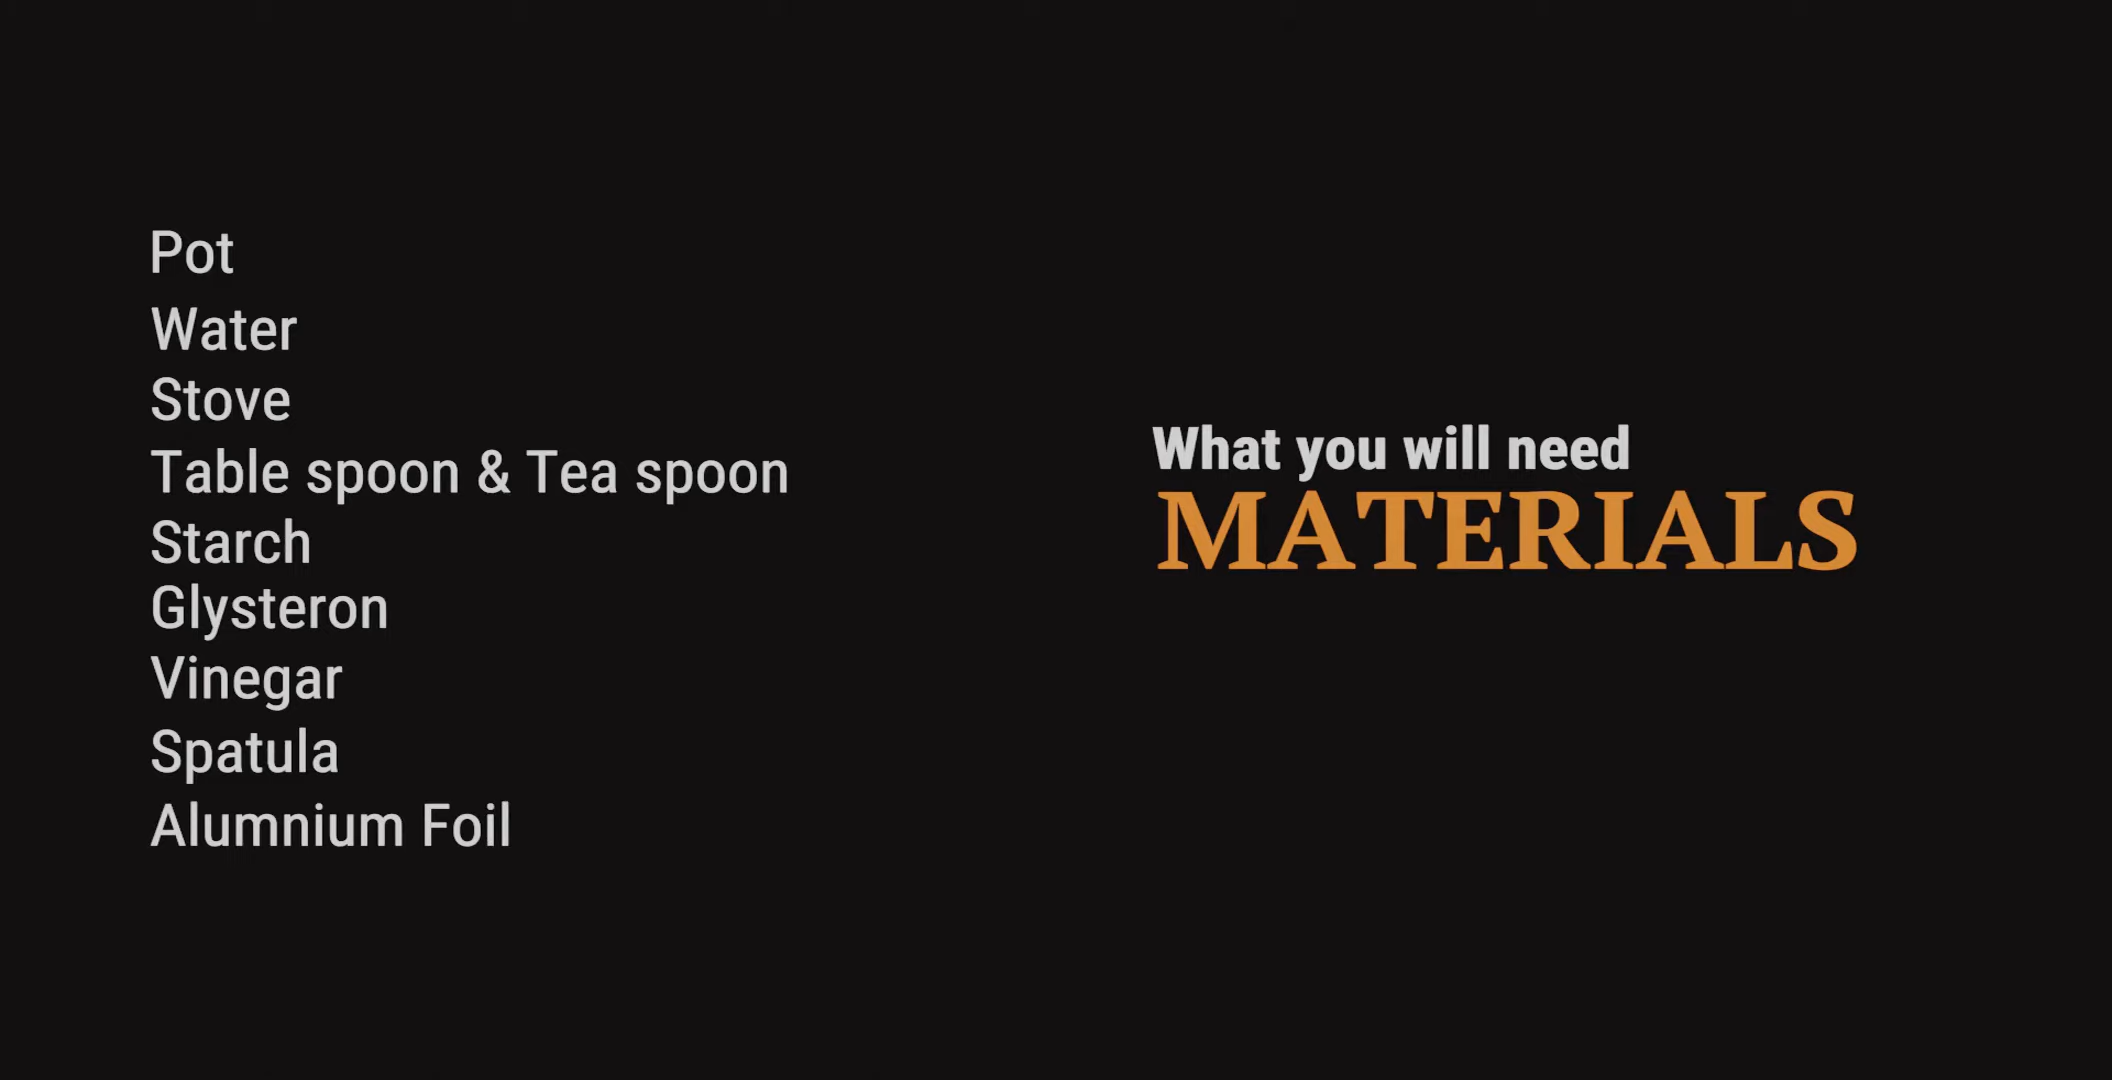 Pot
Water
Stove
Table spoon & Tea spoon
Starch
Glysteron
Vinegar
Spatula
Alumnium Foil
What you will need
MATERIALS